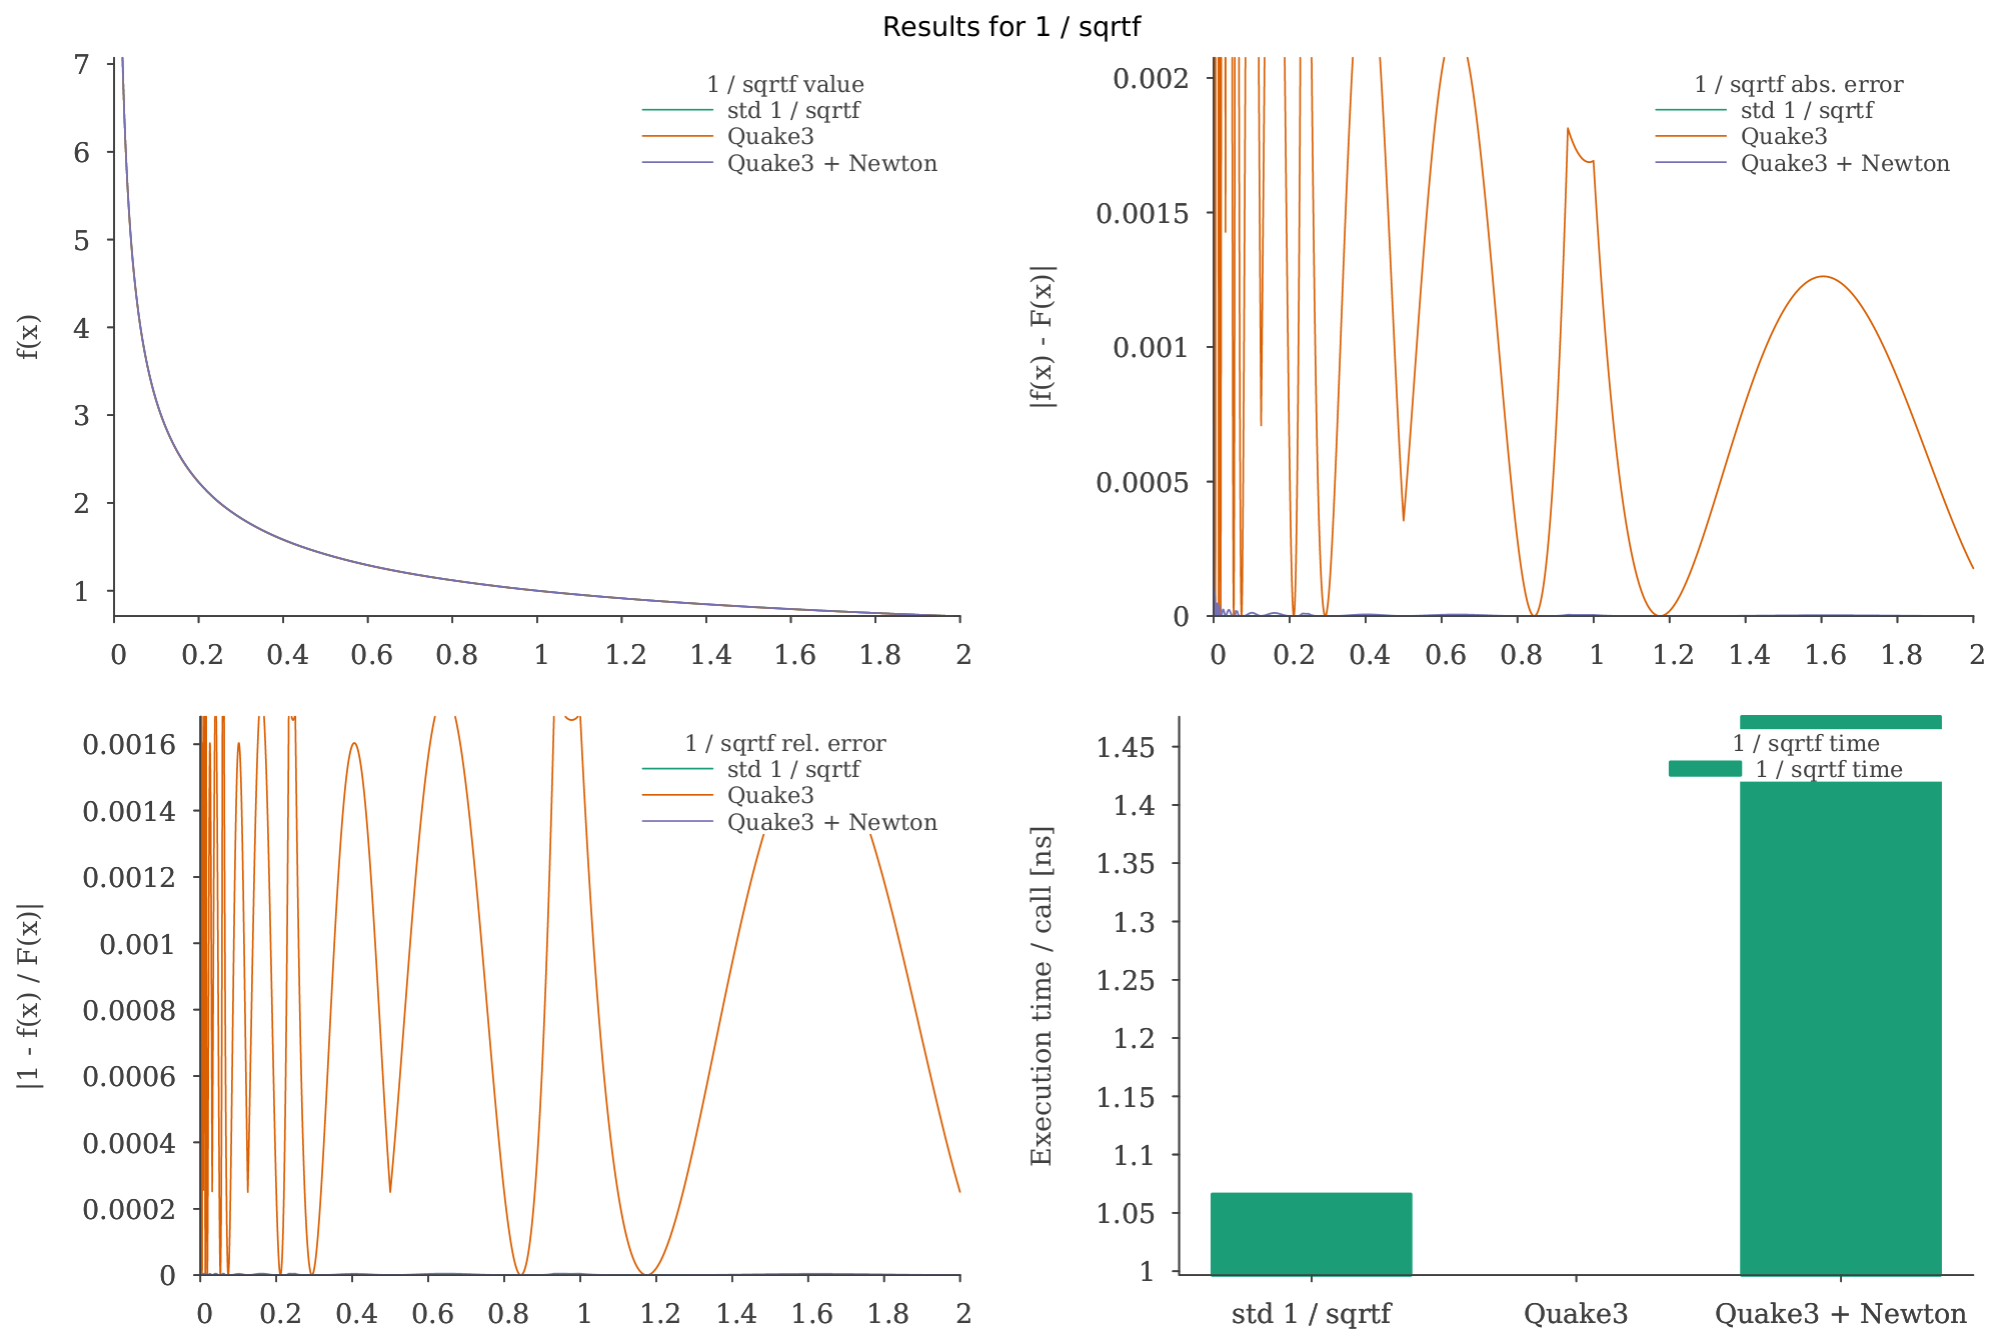 Results for 1 / sqrtf
7
6
5
4
3
2
1
f(x)
0 0.2 0.4 0.6 0.8 1 1.2 1.4 1.6 1.8 2
1 / sqrtf value
std 1 / sqrtf
Quake3
Quake3 + Newton
0.002
0.0015
0.001
0.0005
0
|f(x) - F(x)|
0 0.2 0.4 0.6 0.8 1 1.2 1.4 1.6 1.8 2
1 / sqrtf abs. error
std 1 / sqrtf
Quake3
Quake3 + Newton
0.0016
0.0014
0.0012
0.001
0.0008
0.0006
0.0004
0.0002
0
|1 - f(x) / F(x)|
0 0.2 0.4 0.6 0.8 1 1.2 1.4 1.6 1.8 2
1 / sqrtf rel. error
std 1 / sqrtf
Quake3
Quake3 + Newton
1.45
1.4
1.35
1.3
1.25
1.2
1.15
1.1
1.05
1
Execution time / call [ns]
1 / sqrtf time
1 / sqrtf time
std 1 / sqrtf Quake3 Quake3 + Newton